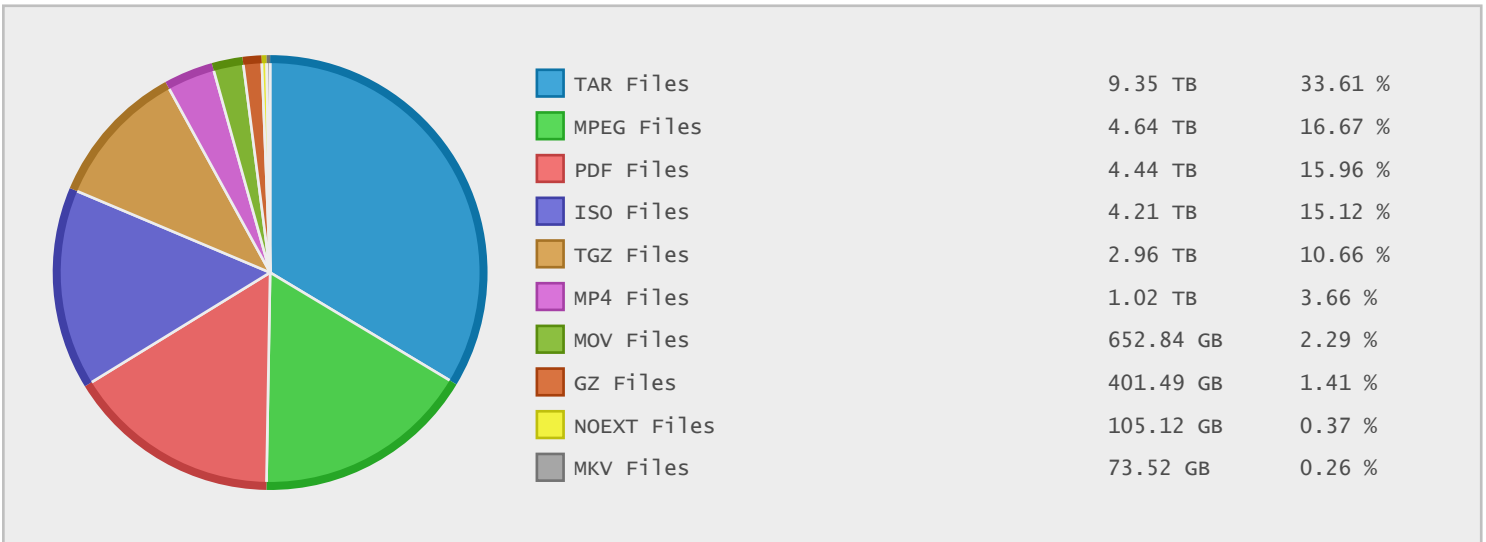 TAR Files 9.35 TB 33.61 %
MPEG Files 4.64 TB 16.67 %
PDF Files 4.44 TB 15.96 %
ISO Files 4.21 TB 15.12 %
TGZ Files 2.96 TB 10.66 %
MP4 Files 1.02 TB 3.66 %
MOV Files 652.84 GB 2.29 %
GZ Files 401.49 GB 1.41 %
NOEXT Files 105.12 GB 0.37 %
MKV Files 73.52 GB 0.26 %